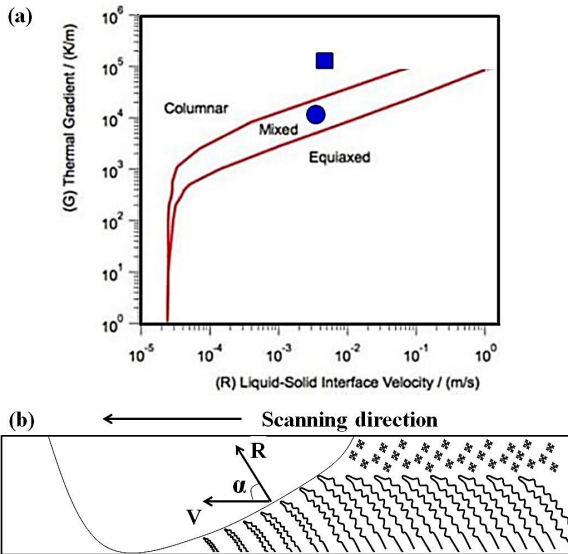 (a)
10^6
10^5
10^4
10^3
10^2
10^1
10^0
(G) Thermal Gradient / (K/m)
Columnar
Mixed
Equiaxed
10^-5
10^-4
10^-3
10^-2
10^-1
10^0
(R) Liquid-Solid Interface Velocity / (m/s)
(b)
Scanning direction
R
α
V